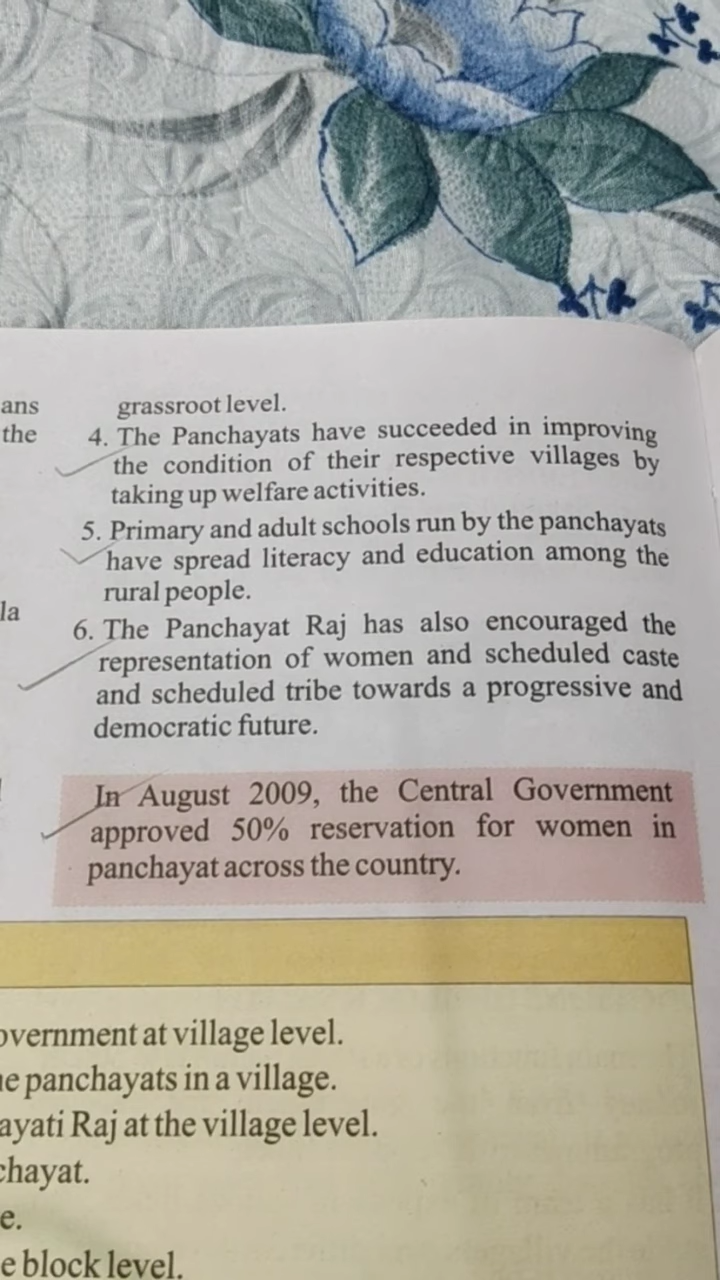 ans
the
la
grassroot level.
4. The Panchayats have succeeded in improving
the condition of their respective villages by
taking up welfare activities.
5. Primary and adult schools run by the panchayats
have spread literacy and education among the
rural people.
6. The Panchayat Raj has also encouraged the
representation of women and scheduled caste
and scheduled tribe towards a progressive and
democratic future.
In August 2009, the Central Government
approved 50% reservation for women in
panchayat across the country.
overnment at village level.
e panchayats in a village.
ayati Raj at the village level.
chayat.
e.
e block level.